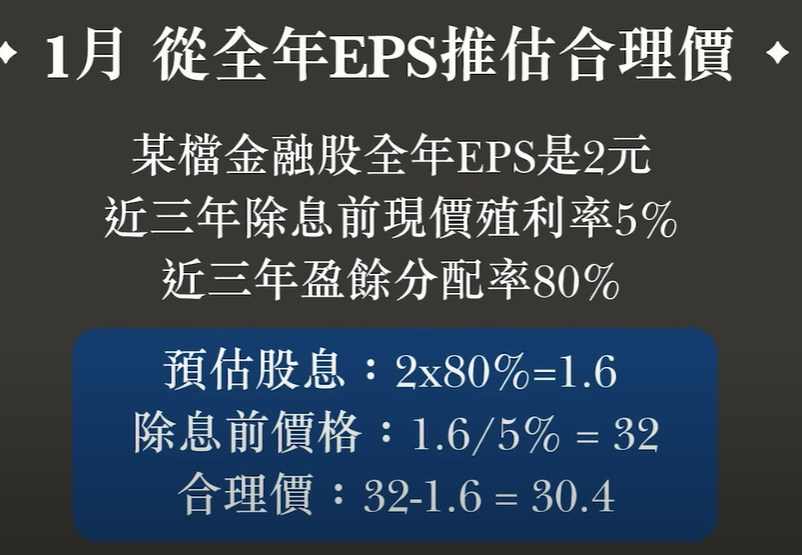 1月 從全年EPS推估合理價
某檔金融股全年EPS是2元
近三年除息前現價殖利率5%
近三年盈餘分配率80%
預估股息：2x80%=1.6
除息前價格：1.6/5% = 32
合理價：32-1.6 = 30.4